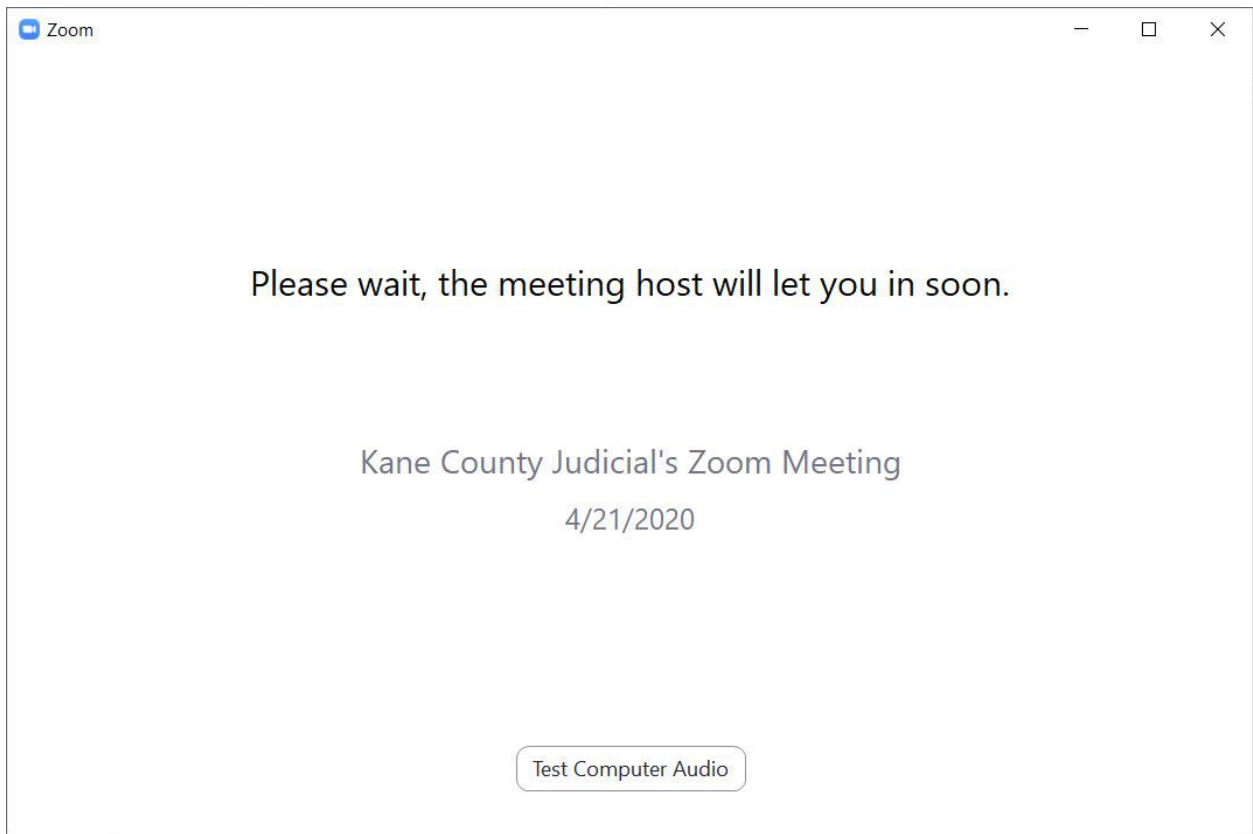 Zoom
Please wait, the meeting host will let you in soon.
Kane County Judicial's Zoom Meeting
4/21/2020
Test Computer Audio